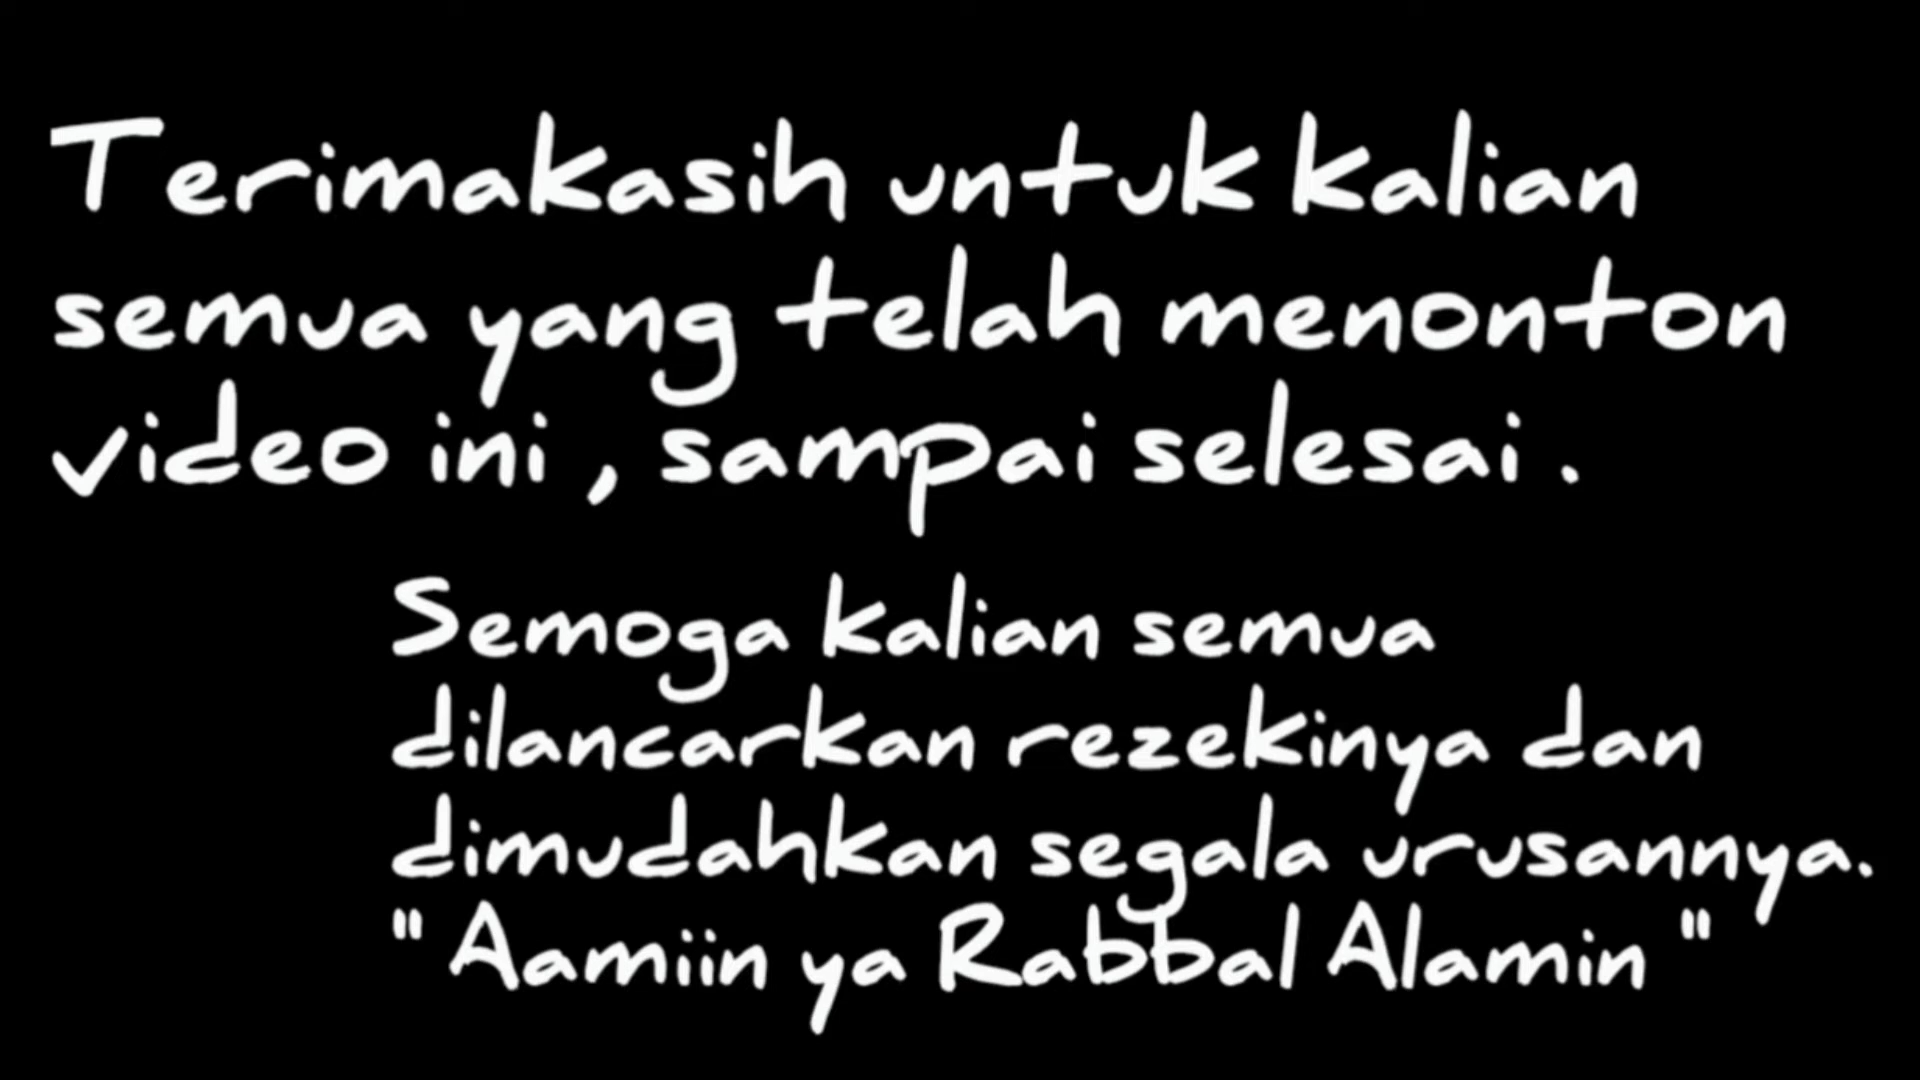 Terimakasih untuk kalian
semua yang telah menonton
video ini , sampai selesai .
Semoga kalian semua
dilancarkan rezekinya dan
dimudahkan segala urusannya.
" Aamiin ya Rabbal Alamin "